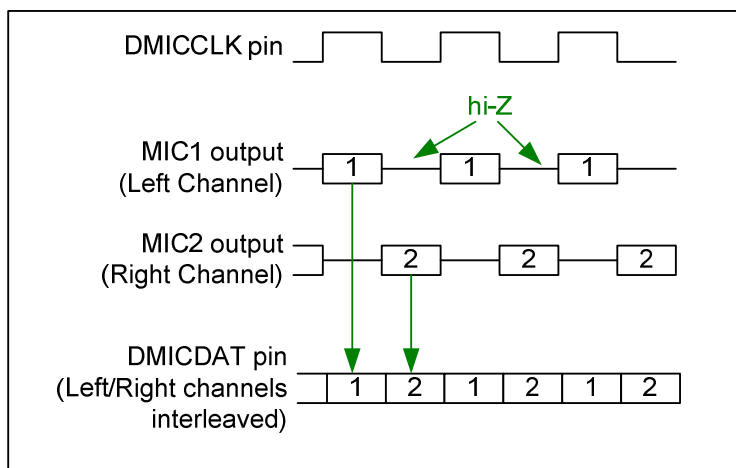 DMICCLK pin
hi-Z
MIC1 output
(Left Channel)
1 1 1
MIC2 output
(Right Channel)
2 2 2
DMICDAT pin
(Left/Right channels
interleaved)
1 2 1 2 1 2